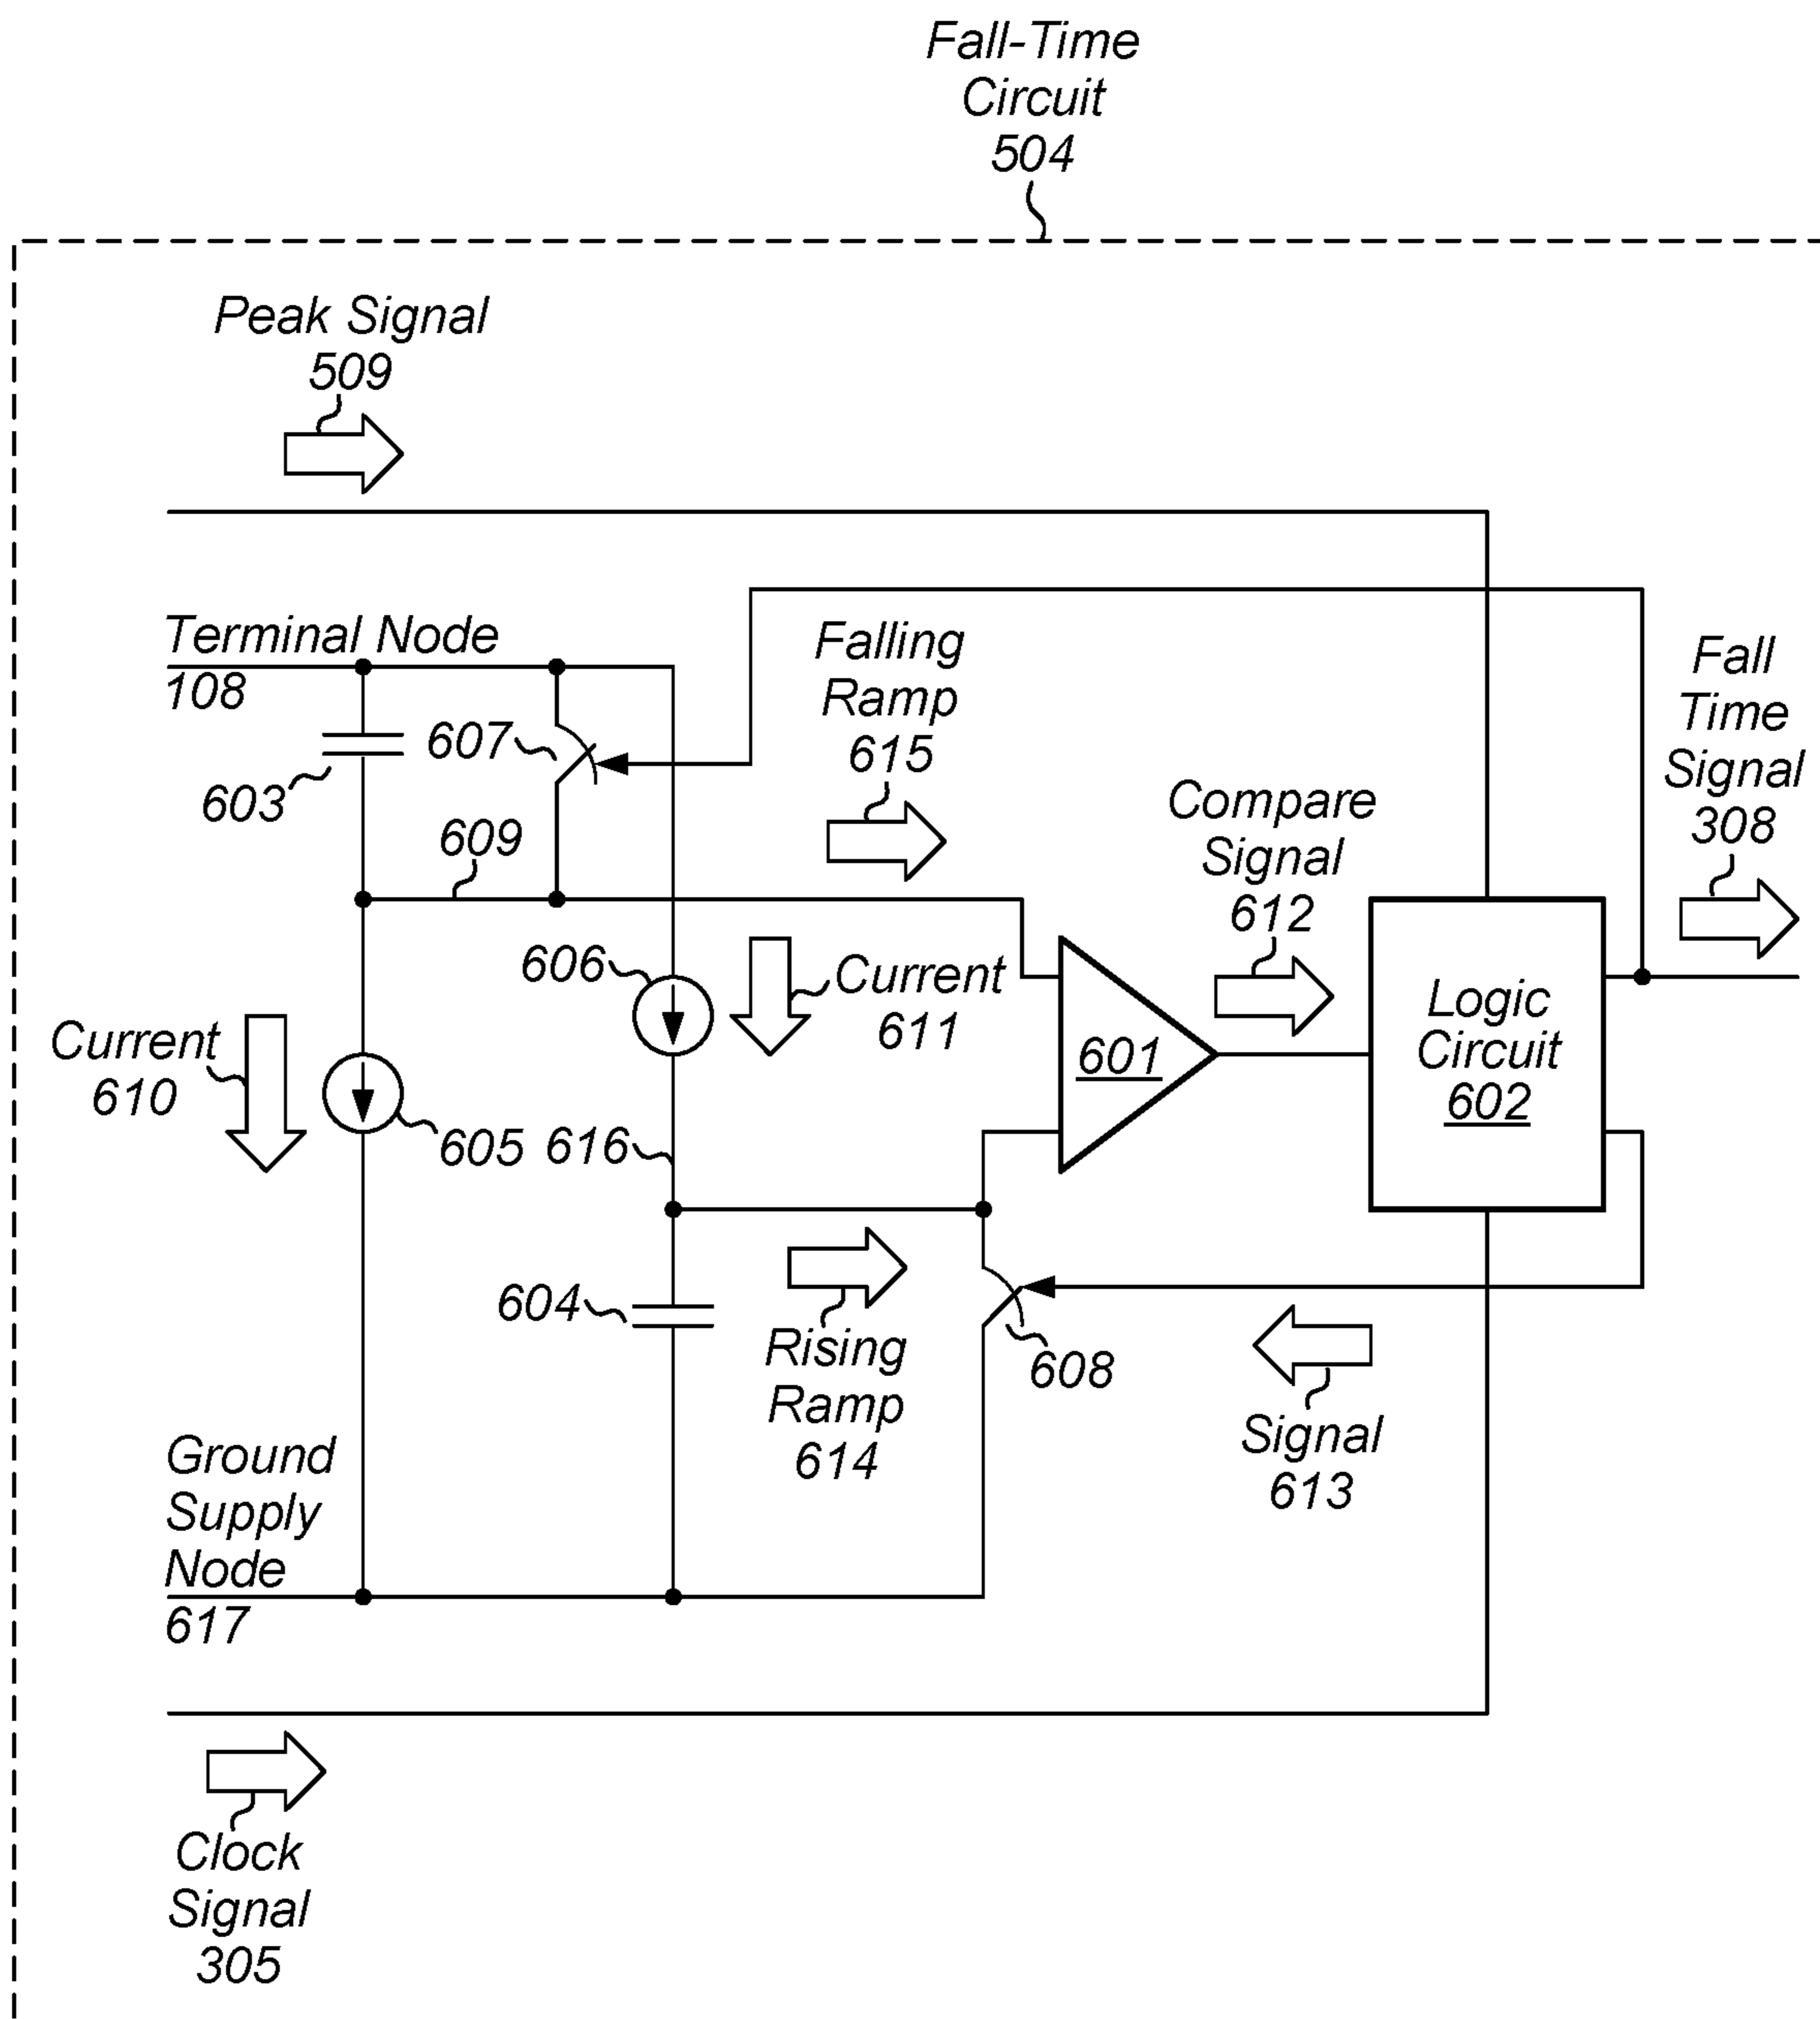 Fall-Time
Circuit
504
Peak Signal
509
Terminal Node
108
607
603
609
Falling
Ramp
615
Compare
Signal
612
Fall
Time
Signal
308
606
Current
611
Current
610
605
616
601
Logic
Circuit
602
604
Rising
Ramp
614
608
Signal
613
Ground
Supply
Node
617
Clock
Signal
305